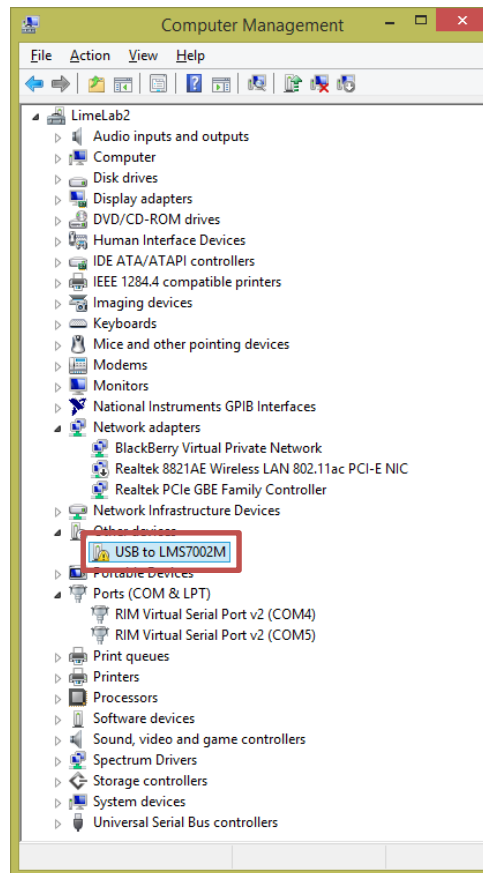 Computer Management
File Action View Help
LimeLab2
Audio inputs and outputs
Computer
Disk drives
Display adapters
DVD/CD-ROM drives
Human Interface Devices
IDE ATA/ATAPI controllers
IEEE 1284.4 compatible printers
Imaging devices
Keyboards
Mice and other pointing devices
Modems
Monitors
National Instruments GPIB Interfaces
Network adapters
BlackBerry Virtual Private Network
Realtek 8821AE Wireless LAN 802.11ac PCI-E NIC
Realtek PCIe GBE Family Controller
Network Infrastructure Devices
Other devices
USB to LMS7002M
Portable Devices
Ports (COM & LPT)
RIM Virtual Serial Port v2 (COM4)
RIM Virtual Serial Port v2 (COM5)
Print queues
Printers
Processors
Software devices
Sound, video and game controllers
Spectrum Drivers
Storage controllers
System devices
Universal Serial Bus controllers